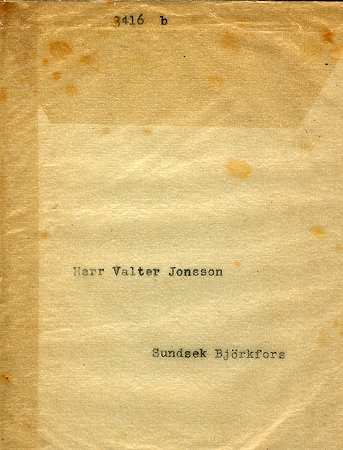 3416 b
Herr Valter Jonsson
Sundsek Björkfors